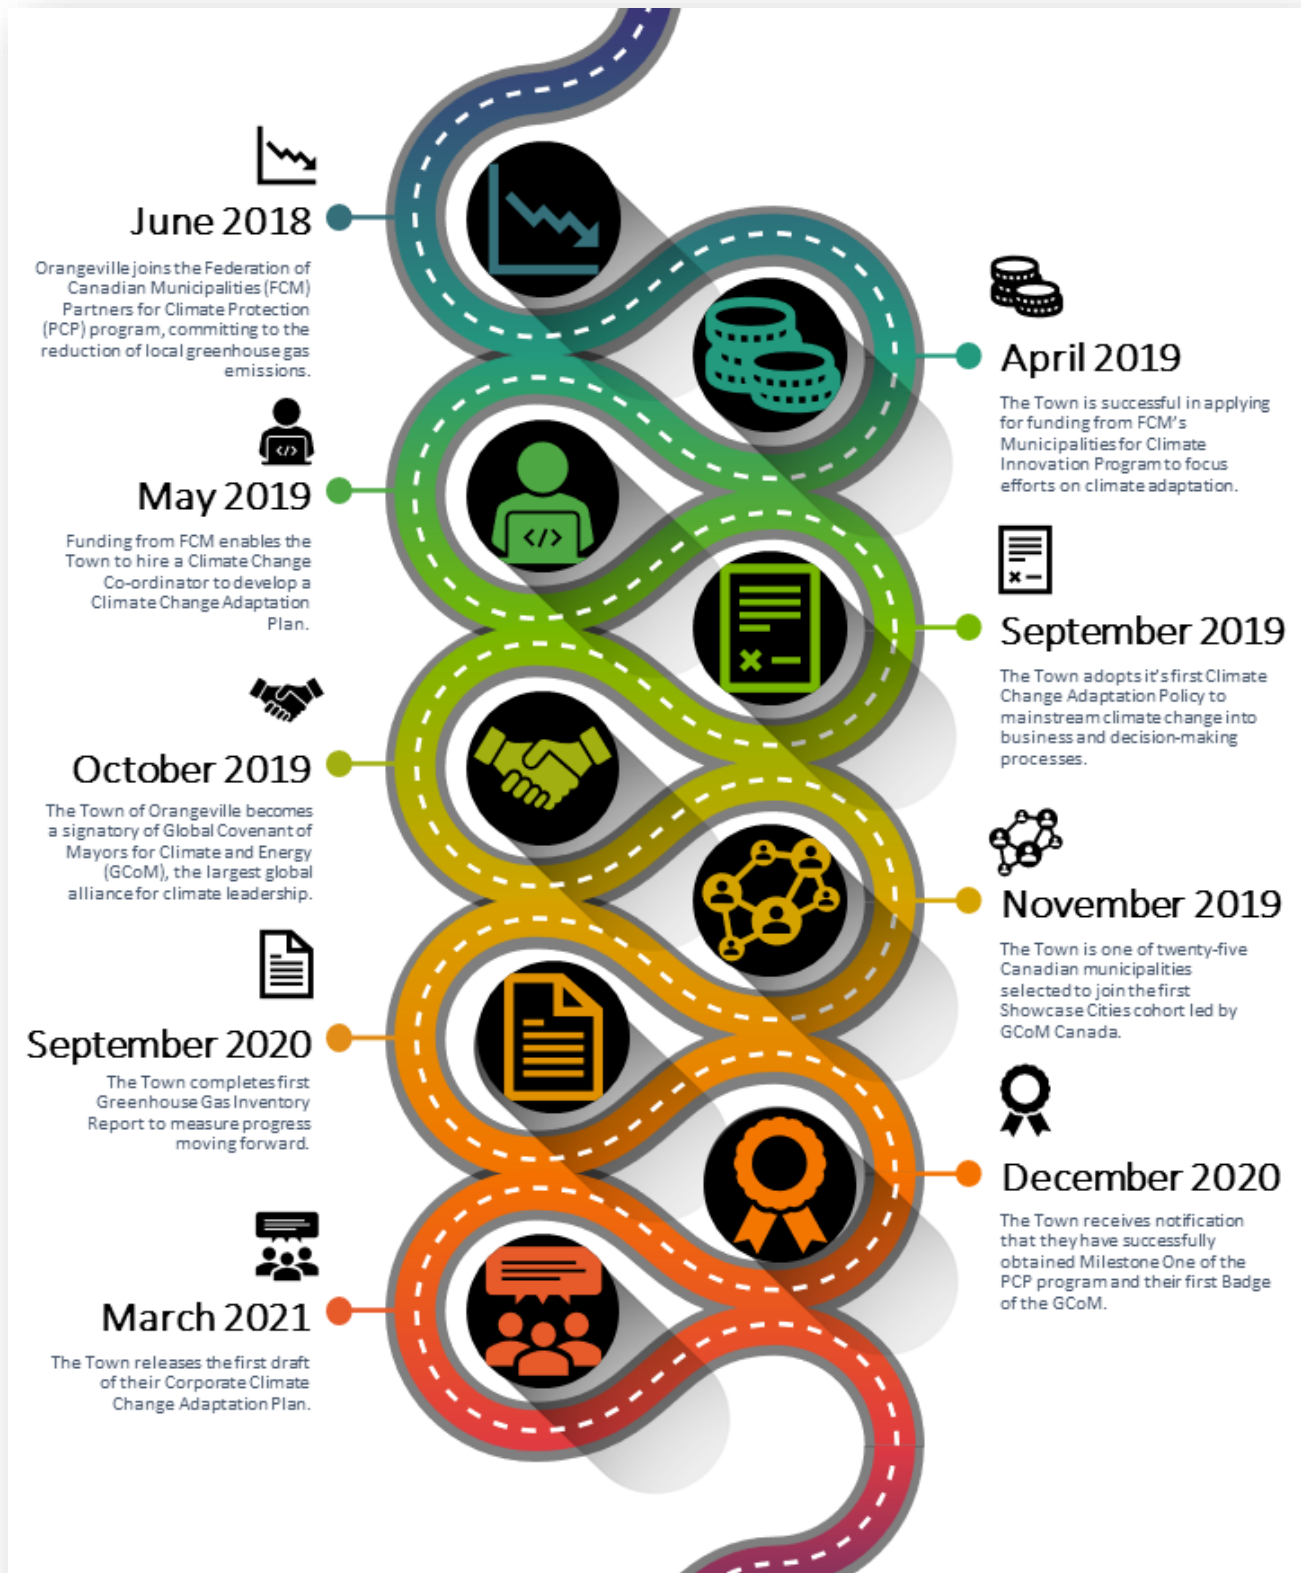 June 2018
Orangeville joins the Federation of
Canadian Municipalities (FCM)
Partners for Climate Protection
(PCP) program, committing to the
reduction of local greenhouse gas
emissions.
April 2019
The Town is successful in applying
for funding from FCM's
Municipalities for Climate
Innovation Program to focus
efforts on climate adaptation.
</>
</>
May 2019
Funding from FCM enables the
Town to hire a Climate Change
Co-ordinator to develop a
Climate Change Adaptation
Plan.
September 2019
The Town adopts it's first Climate
Change Adaptation Policy to
mainstream climate change into
business and decision-making
processes.
October 2019
The Town of Orangeville becomes
a signatory of Global Covenant of
Mayors for Climate and Energy
(GCoM), the largest global
alliance for climate leadership.
November 2019
The Town is one of twenty-five
Canadian municipalities
selected to join the first
Showcase Cities cohort led by
GCoM Canada.
September 2020
The Town completes first
Greenhouse Gas Inventory
Report to measure progress
moving forward.
December 2020
The Town receives notification
that they have successfully
obtained Milestone One of the
PCP program and their first Badge
of the GCoM.
March 2021
The Town releases the first draft
of their Corporate Climate
Change Adaptation Plan.